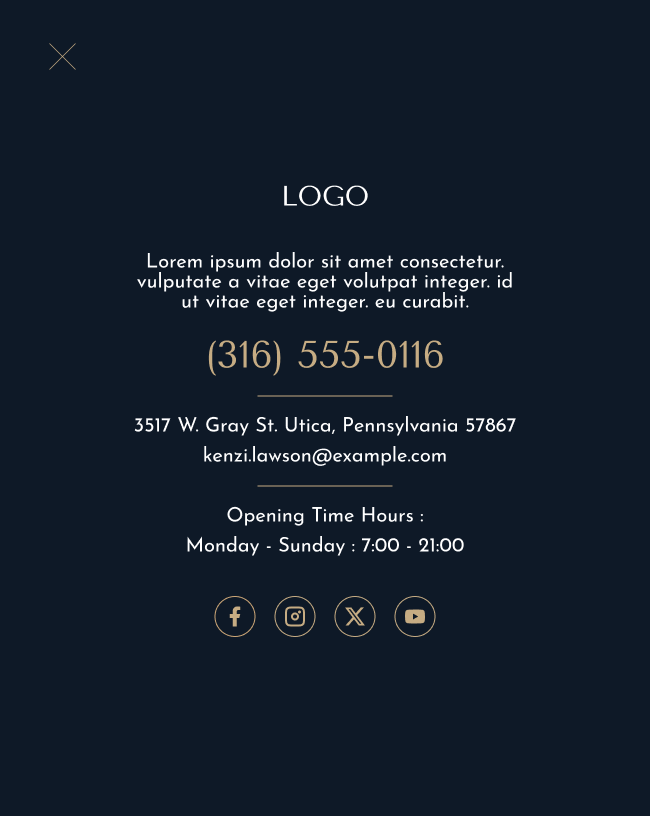 LOGO
Lorem ipsum dolor sit amet consectetur.
vulputate a vitae eget volutpat integer. id
ut vitae eget integer. eu curabit.
(316) 555-0116
3517 W. Gray St. Utica, Pennsylvania 57867
kenzi.lawson@example.com
Opening Time Hours :
Monday - Sunday : 7:00 - 21:00